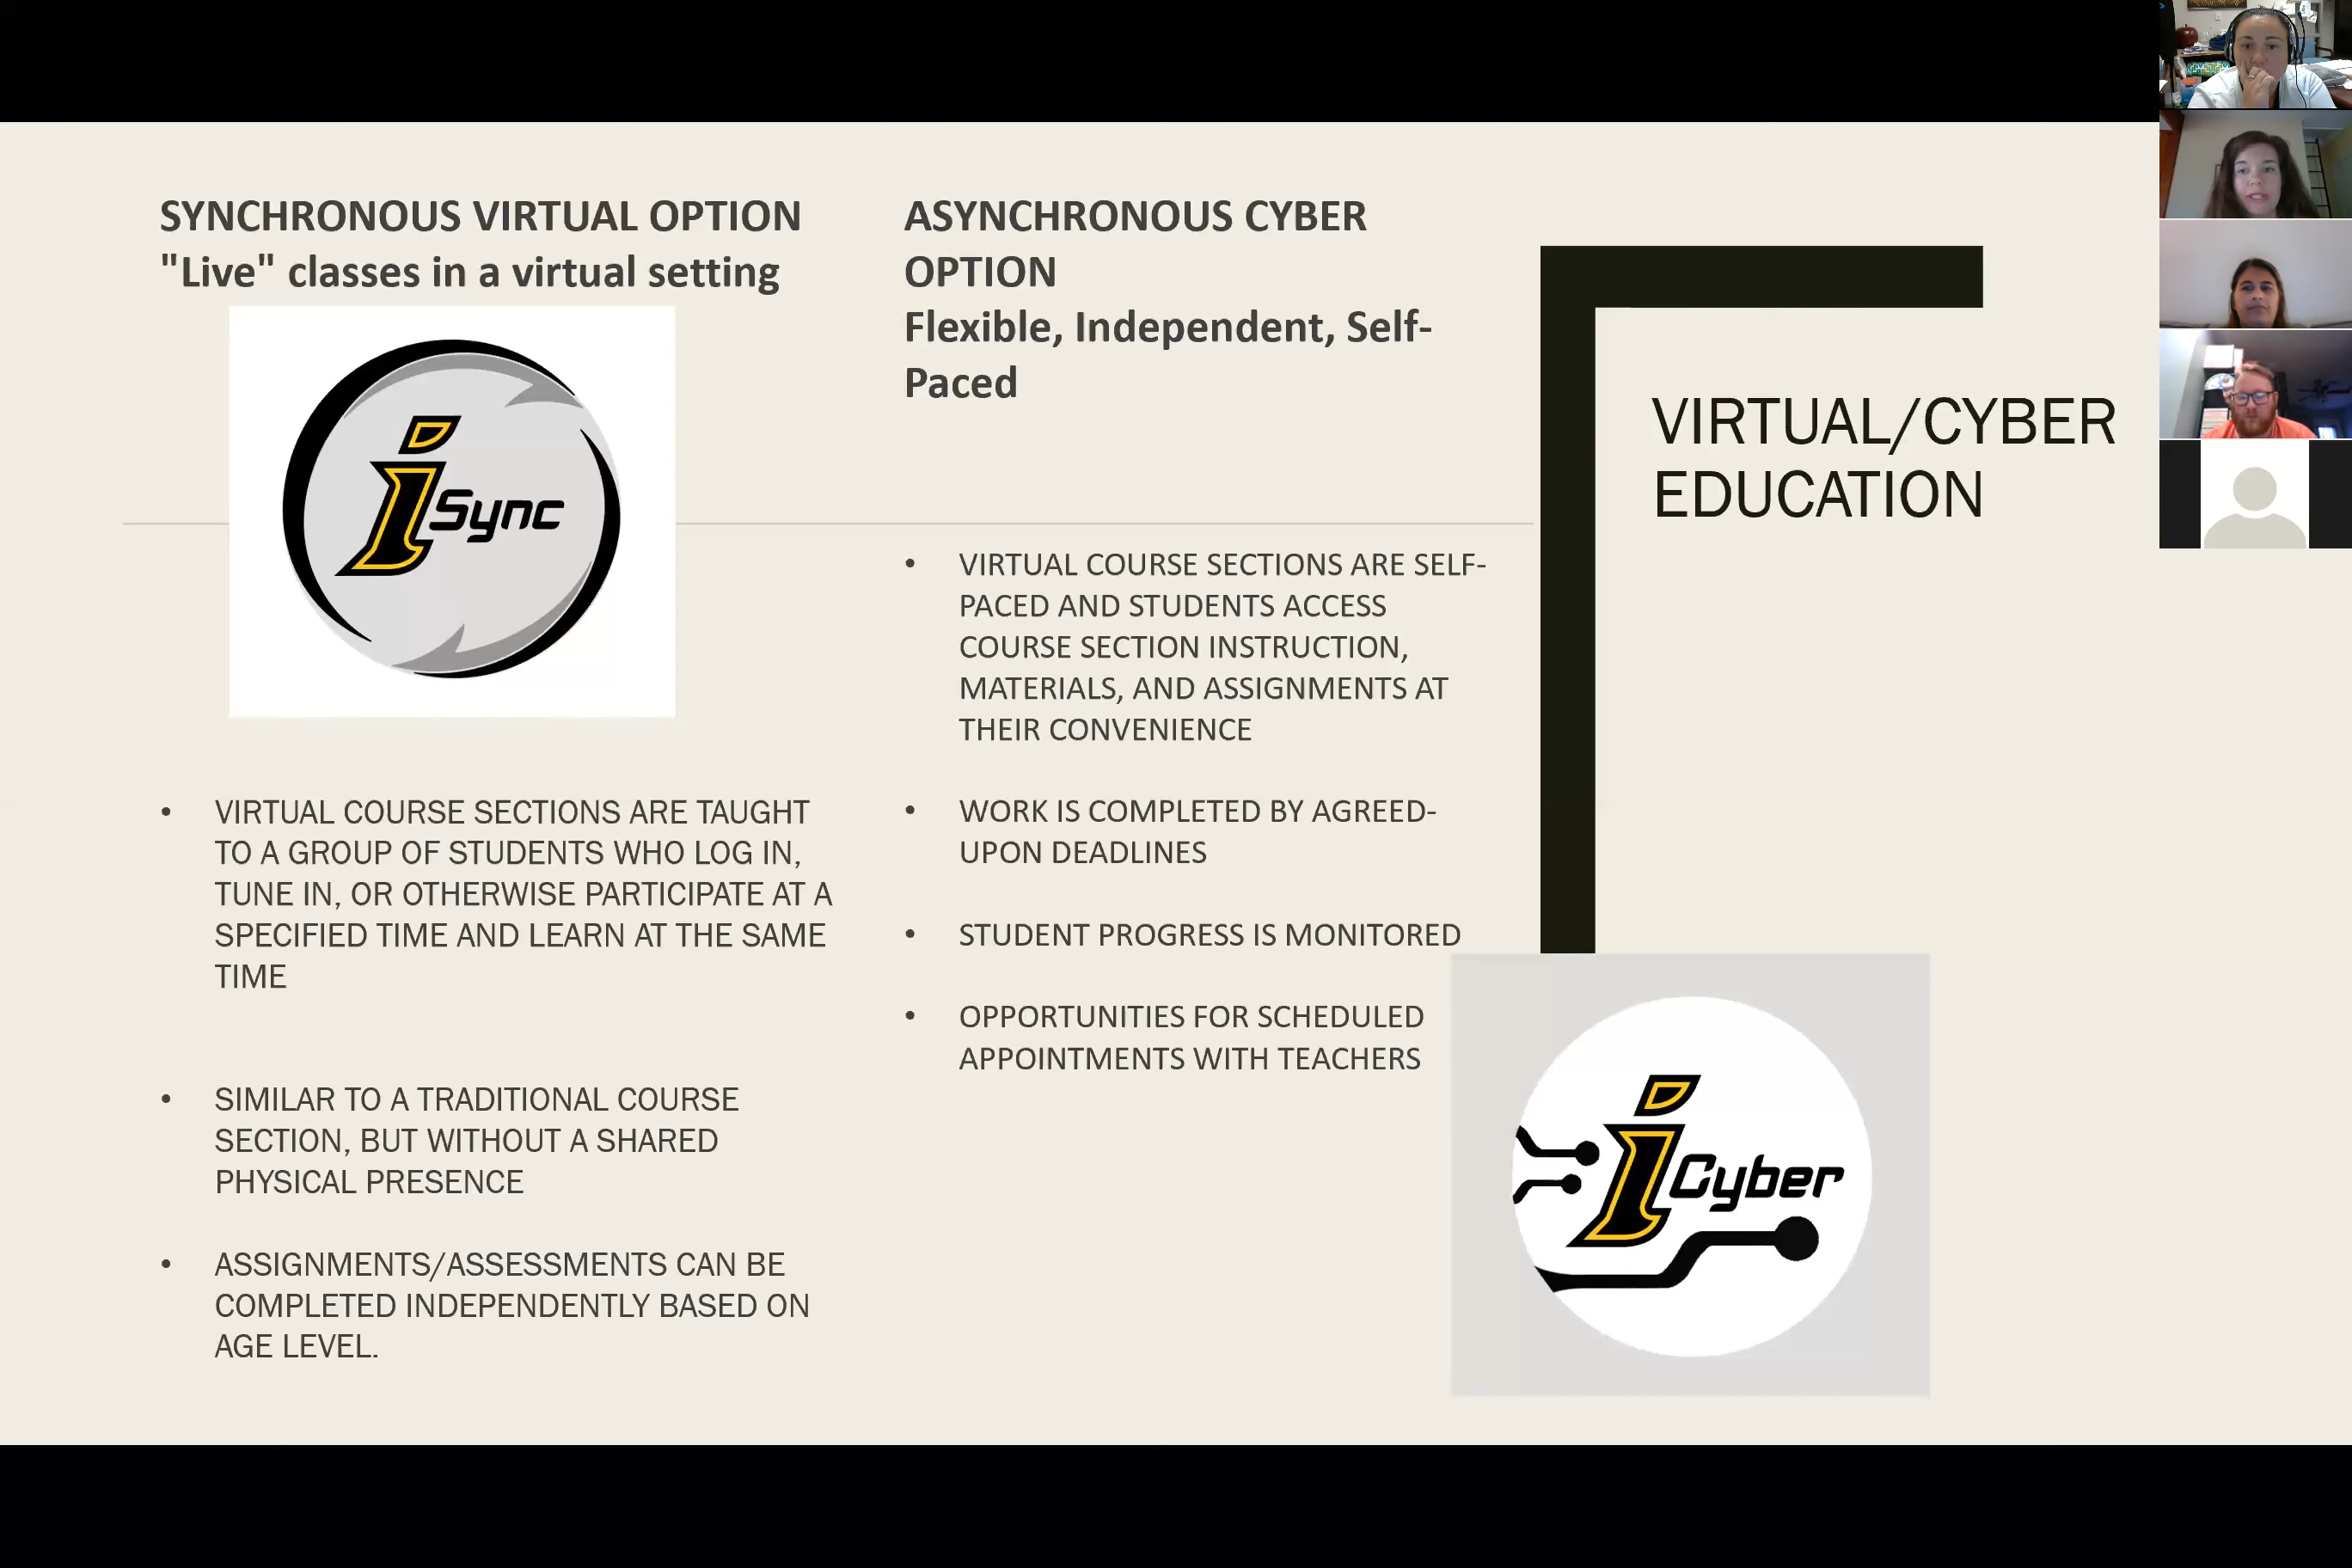 SYNCHRONOUS VIRTUAL OPTION
"Live" classes in a virtual setting
i Sync
• VIRTUAL COURSE SECTIONS ARE TAUGHT
TO A GROUP OF STUDENTS WHO LOG IN,
TUNE IN, OR OTHERWISE PARTICIPATE AT A
SPECIFIED TIME AND LEARN AT THE SAME
TIME
• SIMILAR TO A TRADITIONAL COURSE
SECTION, BUT WITHOUT A SHARED
PHYSICAL PRESENCE
• ASSIGNMENTS/ASSESSMENTS CAN BE
COMPLETED INDEPENDENTLY BASED ON
AGE LEVEL.
ASYNCHRONOUS CYBER
OPTION
Flexible, Independent, Self-
Paced
• VIRTUAL COURSE SECTIONS ARE SELF-
PACED AND STUDENTS ACCESS
COURSE SECTION INSTRUCTION,
MATERIALS, AND ASSIGNMENTS AT
THEIR CONVENIENCE
• WORK IS COMPLETED BY AGREED-
UPON DEADLINES
• STUDENT PROGRESS IS MONITORED
• OPPORTUNITIES FOR SCHEDULED
APPOINTMENTS WITH TEACHERS
VIRTUAL/CYBER
EDUCATION
i Cyber